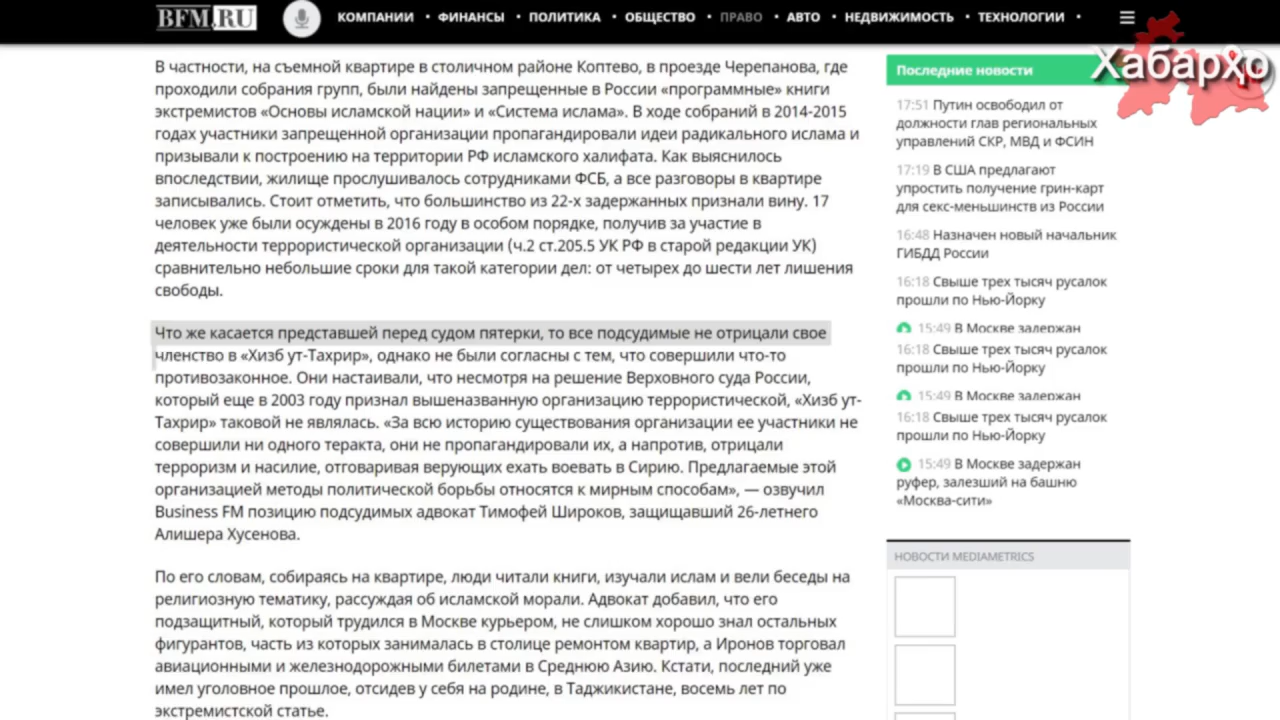 BFM.RU
КОМПАНИИ • ФИНАНСЫ • ПОЛИТИКА • ОБЩЕСТВО • ПРАВО • АВТО • НЕДВИЖИМОСТЬ • ТЕХНОЛОГИИ •
Хабарҳо
В частности, на съемной квартире в столичном районе Коптево, в проезде Черепанова, где
проходили собрания групп, были найдены запрещенные в России «программные» книги
экстремистов «Основы исламской нации» и «Система ислама». В ходе собраний в 2014-2015
годах участники запрещенной организации пропагандировали идеи радикального ислама и
призывали к построению на территории РФ исламского халифата. Как выяснилось
впоследствии, жилище прослушивалось сотрудниками ФСБ, а все разговоры в квартире
записывались. Стоит отметить, что большинство из 22-х задержанных признали вину. 17
человек уже были осуждены в 2016 году в особом порядке, получив за участие в
деятельности террористической организации (ч.2 ст.205.5 УК РФ в старой редакции УК)
сравнительно небольшие сроки для такой категории дел: от четырех до шести лет лишения
свободы.
Что же касается представшей перед судом пятерки, то все подсудимые не отрицали свое
членство в «Хизб ут-Тахрир», однако не были согласны с тем, что совершили что-то
противозаконное. Они настаивали, что несмотря на решение Верховного суда России,
который еще в 2003 году признал вышеназванную организацию террористической, «Хизб ут-
Тахрир» таковой не являлась. «За всю историю существования организации ее участники не
совершили ни одного теракта, они не пропагандировали их, а напротив, отрицали
терроризм и насилие, отговаривая верующих ехать воевать в Сирию. Предлагаемые этой
организацией методы политической борьбы относятся к мирным способам», — озвучил
Business FM позицию подсудимых адвокат Тимофей Широков, защищавший 26-летнего
Алишера Хусенова.
По его словам, собираясь на квартире, люди читали книги, изучали ислам и вели беседы на
религиозную тематику, рассуждая об исламской морали. Адвокат добавил, что его
подзащитный, который трудился в Москве курьером, не слишком хорошо знал остальных
фигурантов, часть из которых занималась в столице ремонтом квартир, а Иронов торговал
авиационными и железнодорожными билетами в Среднюю Азию. Кстати, последний уже
имел уголовное прошлое, отсидев у себя на родине, в Таджикистане, восемь лет по
экстремистской статье.
Последние новости
17:51 Путин освободил от
должности глав региональных
управлений СКР, МВД и ФСИН
17:19 В США предлагают
упростить получение грин-карт
для секс-меньшинств из России
16:48 Назначен новый начальник
ГИБДД России
16:18 Свыше трех тысяч русалок
прошли по Нью-Йорку
15:49 В Москве задержан
16:18 Свыше трех тысяч русалок
прошли по Нью-Йорку
15:49 В Москве задержан
16:18 Свыше трех тысяч русалок
прошли по Нью-Йорку
15:49 В Москве задержан
руфер, залезший на башню
«Москва-сити»
НОВОСТИ MEDIAMETRICS